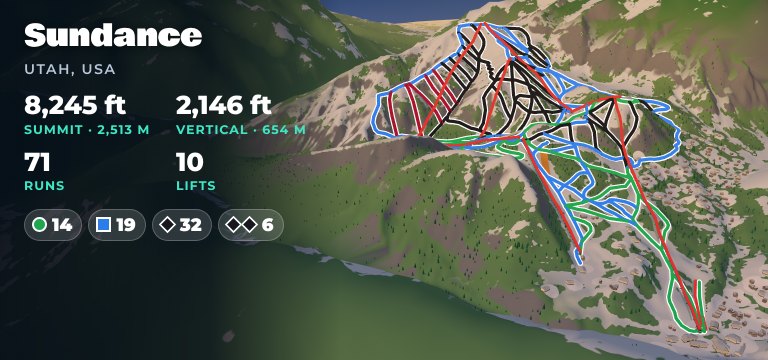 Sundance
UTAH, USA
8,245 ft 2,146 ft
SUMMIT · 2,513 M VERTICAL · 654 M
71 10
RUNS LIFTS
14 19 32 6